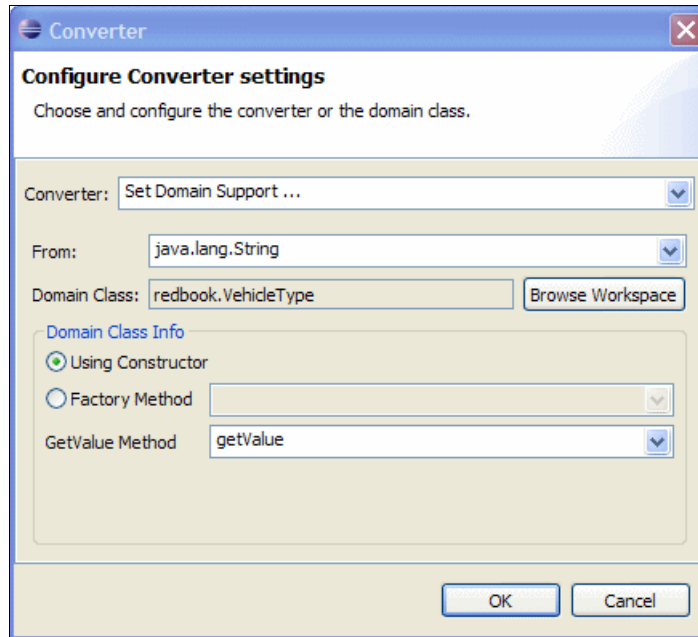 Converter
Configure Converter settings
Choose and configure the converter or the domain class.
Converter: Set Domain Support ...
From: java.lang.String
Domain Class: redbook.VehicleType Browse Workspace
Domain Class Info
Using Constructor
Factory Method
GetValue Method getValue
OK Cancel